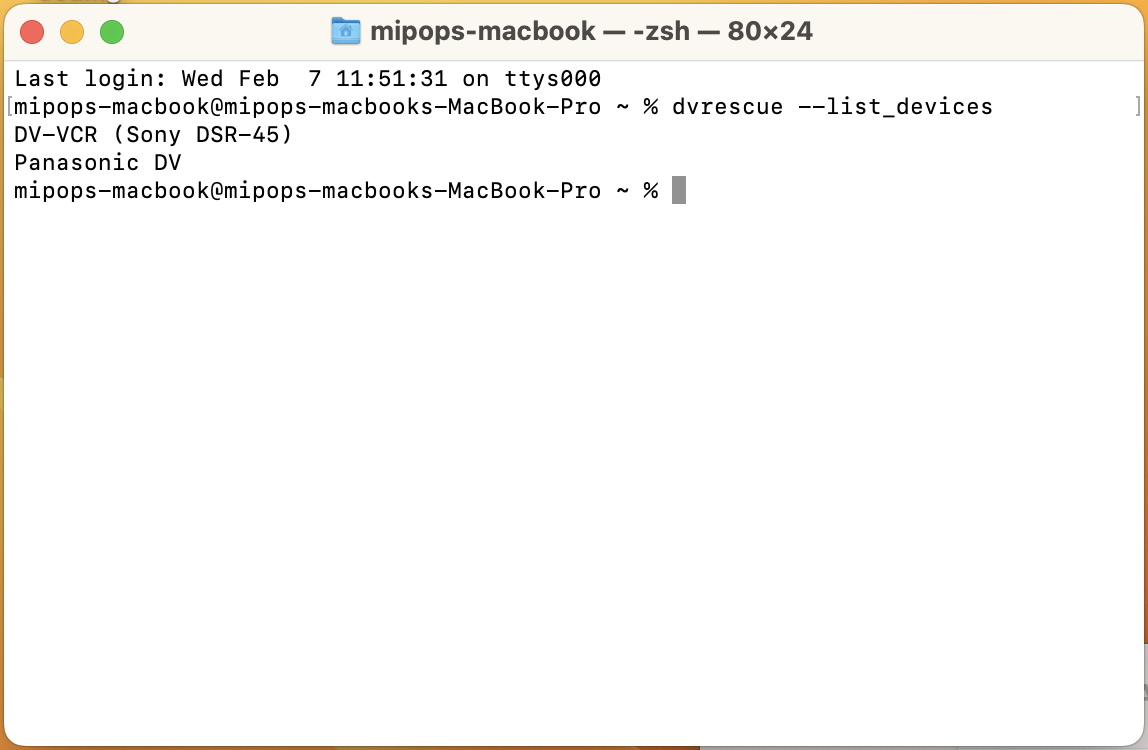 mipops-macbook — -zsh — 80×24
Last login: Wed Feb  7 11:51:31 on ttys000
[mipops-macbook@mipops-macbooks-MacBook-Pro ~ % dvrescue --list_devices ]
DV-VCR (Sony DSR-45)
Panasonic DV
mipops-macbook@mipops-macbooks-MacBook-Pro ~ %